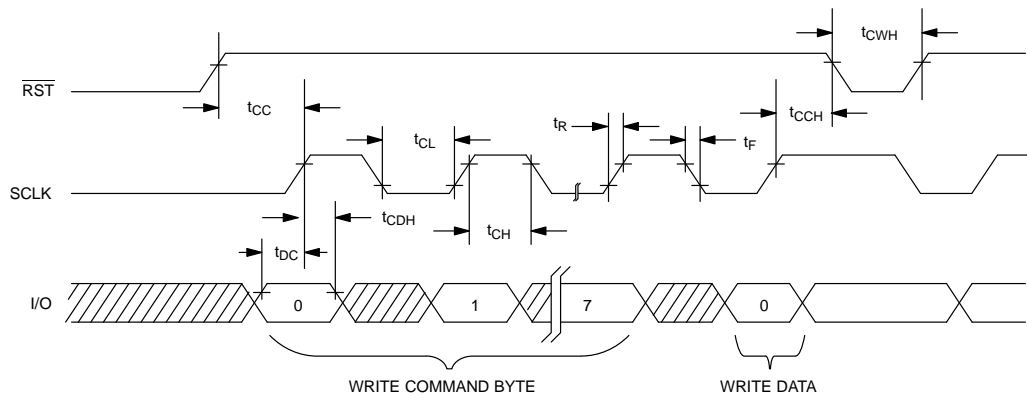 tCWH
RST
tCC
tCCH
tR
tF
tCL
SCLK
tCDH
tCH
tDC
I/O
0
1
7
0
WRITE COMMAND BYTE
WRITE DATA